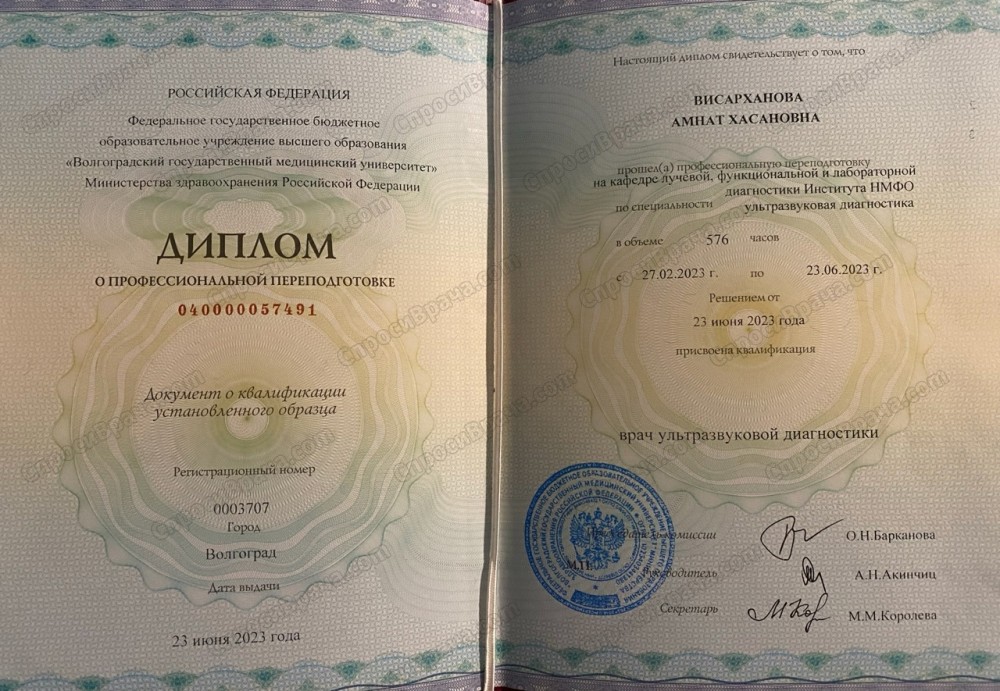 РОССИЙСКАЯ ФЕДЕРАЦИЯ
Федеральное государственное бюджетное
образовательное учреждение высшего образования
«Волгоградский государственный медицинский университет»
Министерства здравоохранения Российской Федерации
ДИПЛОМ
О ПРОФЕССИОНАЛЬНОЙ ПЕРЕПОДГОТОВКЕ
040000057491
Документ о квалификации
установленного образца
Регистрационный номер
0003707
Город
Волгоград
Дата выдачи
23 июня 2023 года
Настоящий диплом свидетельствует о том, что
ВИСАРХАНОВА
АМНАТ ХАСАНОВНА
прошел(а) профессиональную переподготовку
на кафедре лучевой, функциональной и лабораторной
диагностики Института НМФО
по специальности ультразвуковая диагностика
в объеме 576 часов
с 27.02.2023 г. по 23.06.2023 г.
Решением от
23 июня 2023 года
присвоена квалификация
врач ультразвуковой диагностики
Председатель комиссии О.Н.Барканова
М.П.
Руководитель А.Н.Акинчиц
Секретарь М.М.Королева
СпросиВрача.com